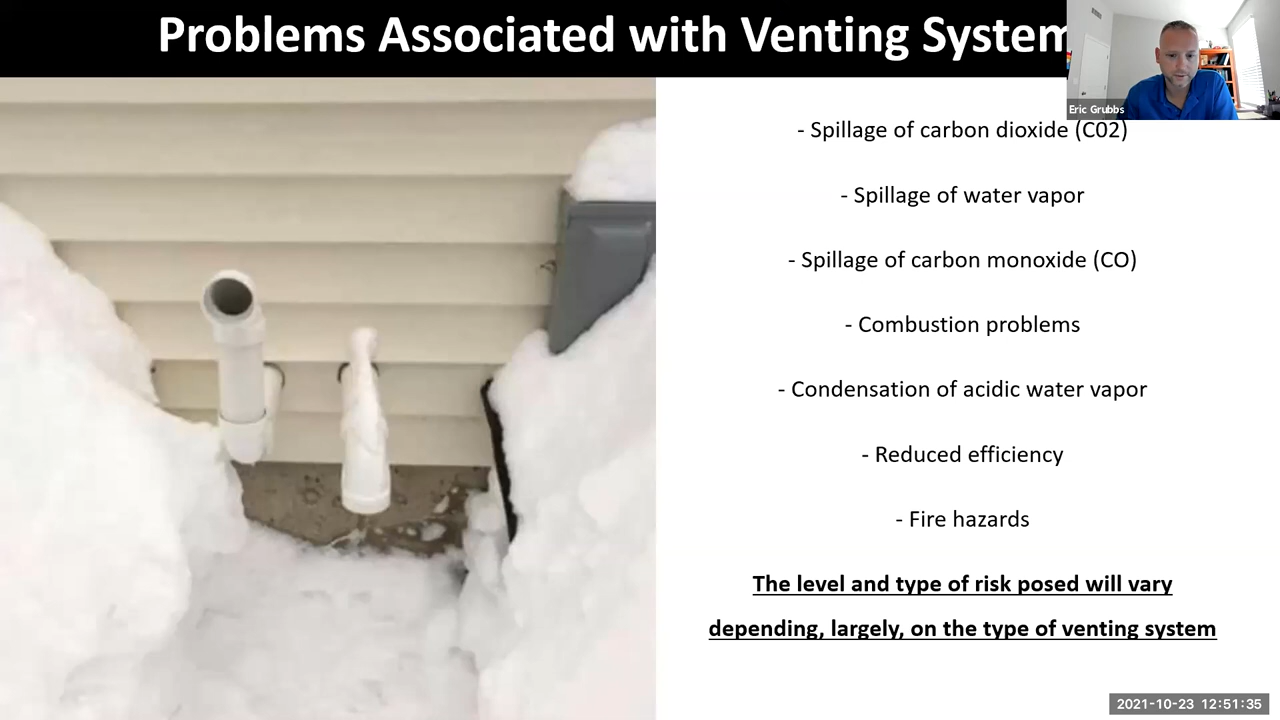 Problems Associated with Venting System
Eric Grubbs
- Spillage of carbon dioxide (C02)
- Spillage of water vapor
- Spillage of carbon monoxide (CO)
- Combustion problems
- Condensation of acidic water vapor
- Reduced efficiency
- Fire hazards
The level and type of risk posed will vary
depending, largely, on the type of venting system
2021-10-23 12:51:35